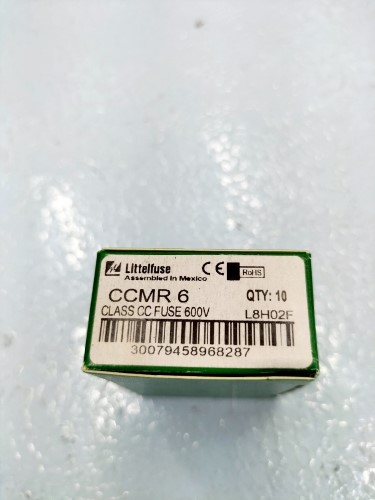 Littelfuse CE RoHS
Assembled in Mexico
CCMR 6 QTY: 10
CLASS CC FUSE 600V L8H02F
30079458968287